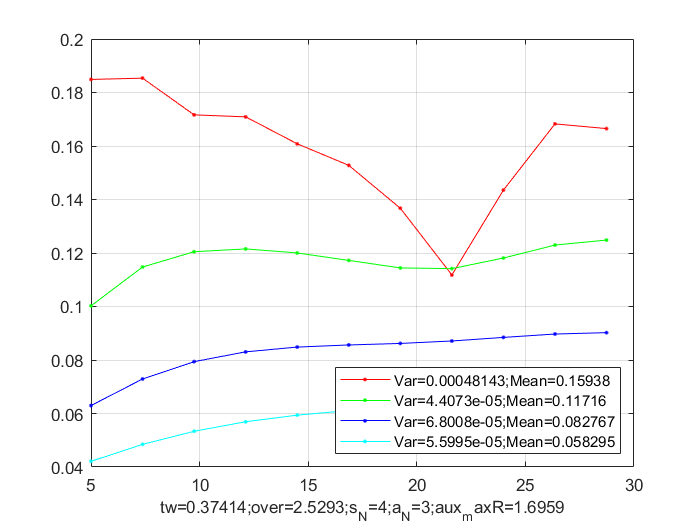 0.2
0.18
0.16
0.14
0.12
0.1
0.08
0.06
0.04
Var=0.00048143;Mean=0.15938
Var=4.4073e-05;Mean=0.11716
Var=6.8008e-05;Mean=0.082767
Var=5.5995e-05;Mean=0.058295
5 10 15 20 25 30
tw=0.37414;over=2.5293;s_N=4;a_N=3;aux_maxR=1.6959